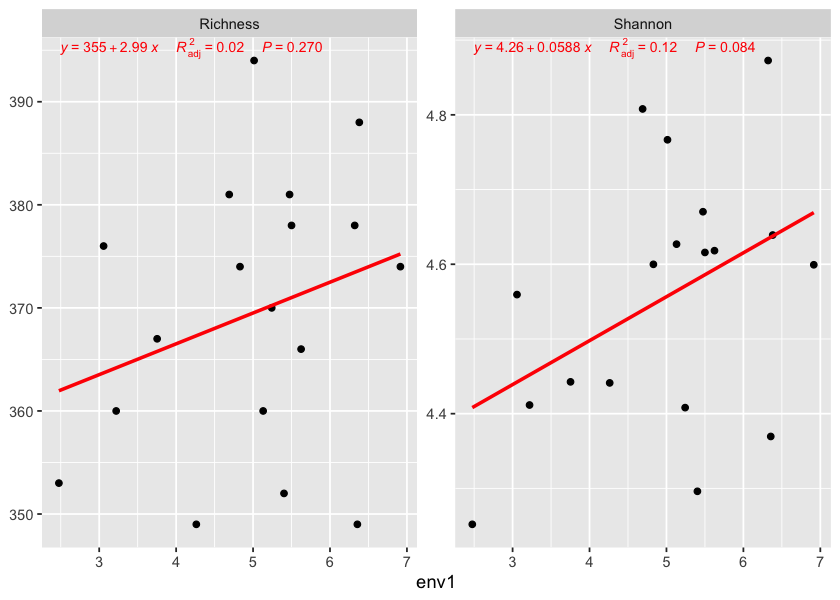 Richness
y = 355 + 2.99 x R²adj = 0.02 P = 0.270
390
380
370
360
350
3 4 5 6 7
Shannon
y = 4.26 + 0.0588 x R²adj = 0.12 P = 0.084
4.8
4.6
4.4
3 4 5 6 7
env1